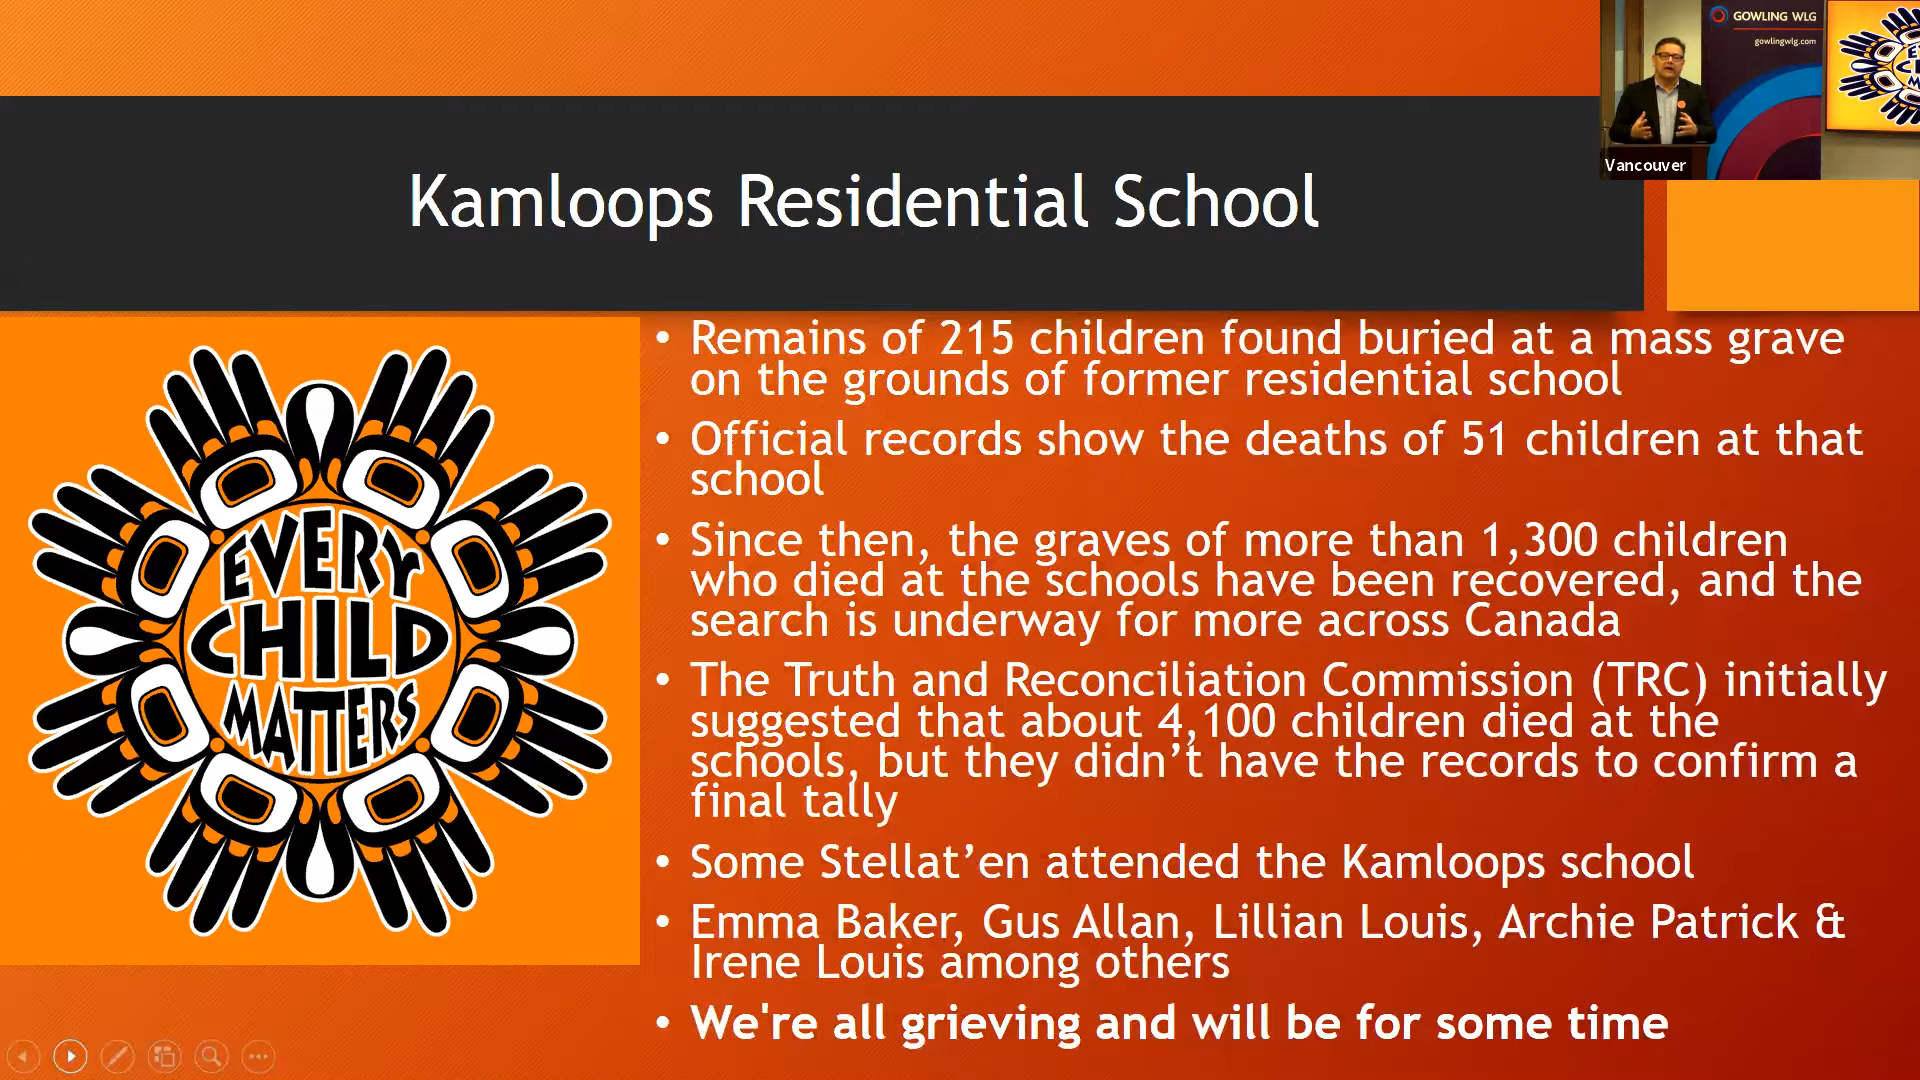 GOWLING WLG
gowlingwlg.com
Vancouver
Kamloops Residential School
EVERY
CHILD
MATTERS
• Remains of 215 children found buried at a mass grave
on the grounds of former residential school
• Official records show the deaths of 51 children at that
school
• Since then, the graves of more than 1,300 children
who died at the schools have been recovered, and the
search is underway for more across Canada
• The Truth and Reconciliation Commission (TRC) initially
suggested that about 4,100 children died at the
schools, but they didn’t have the records to confirm a
final tally
• Some Stellat’en attended the Kamloops school
• Emma Baker, Gus Allan, Lillian Louis, Archie Patrick &
Irene Louis among others
• We're all grieving and will be for some time